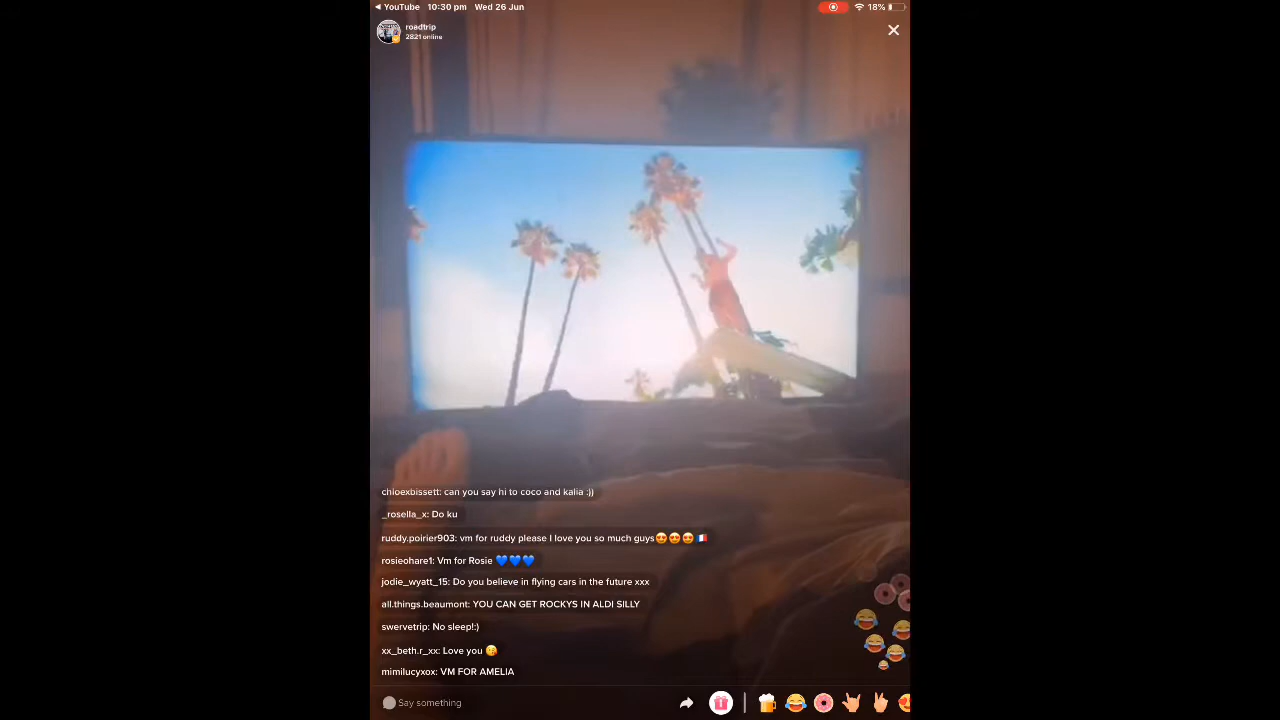 YouTube 10:30 pm Wed 26 Jun 18%
roadtrip
2821 online
chloexbissett: can you say hi to coco and kalia :))
_rosella_x: Do ku
ruddy.poirier903: vm for ruddy please I love you so much guys😍😍😍 🇫🇷
rosieohare1: Vm for Rosie 💙💙💙
jodie_wyatt_15: Do you believe in flying cars in the future xxx
all.things.beaumont: YOU CAN GET ROCKYS IN ALDI SILLY
swervetrip: No sleep!:)
xx_beth.r_xx: Love you 😘
mimilucyxox: VM FOR AMELIA
Say something